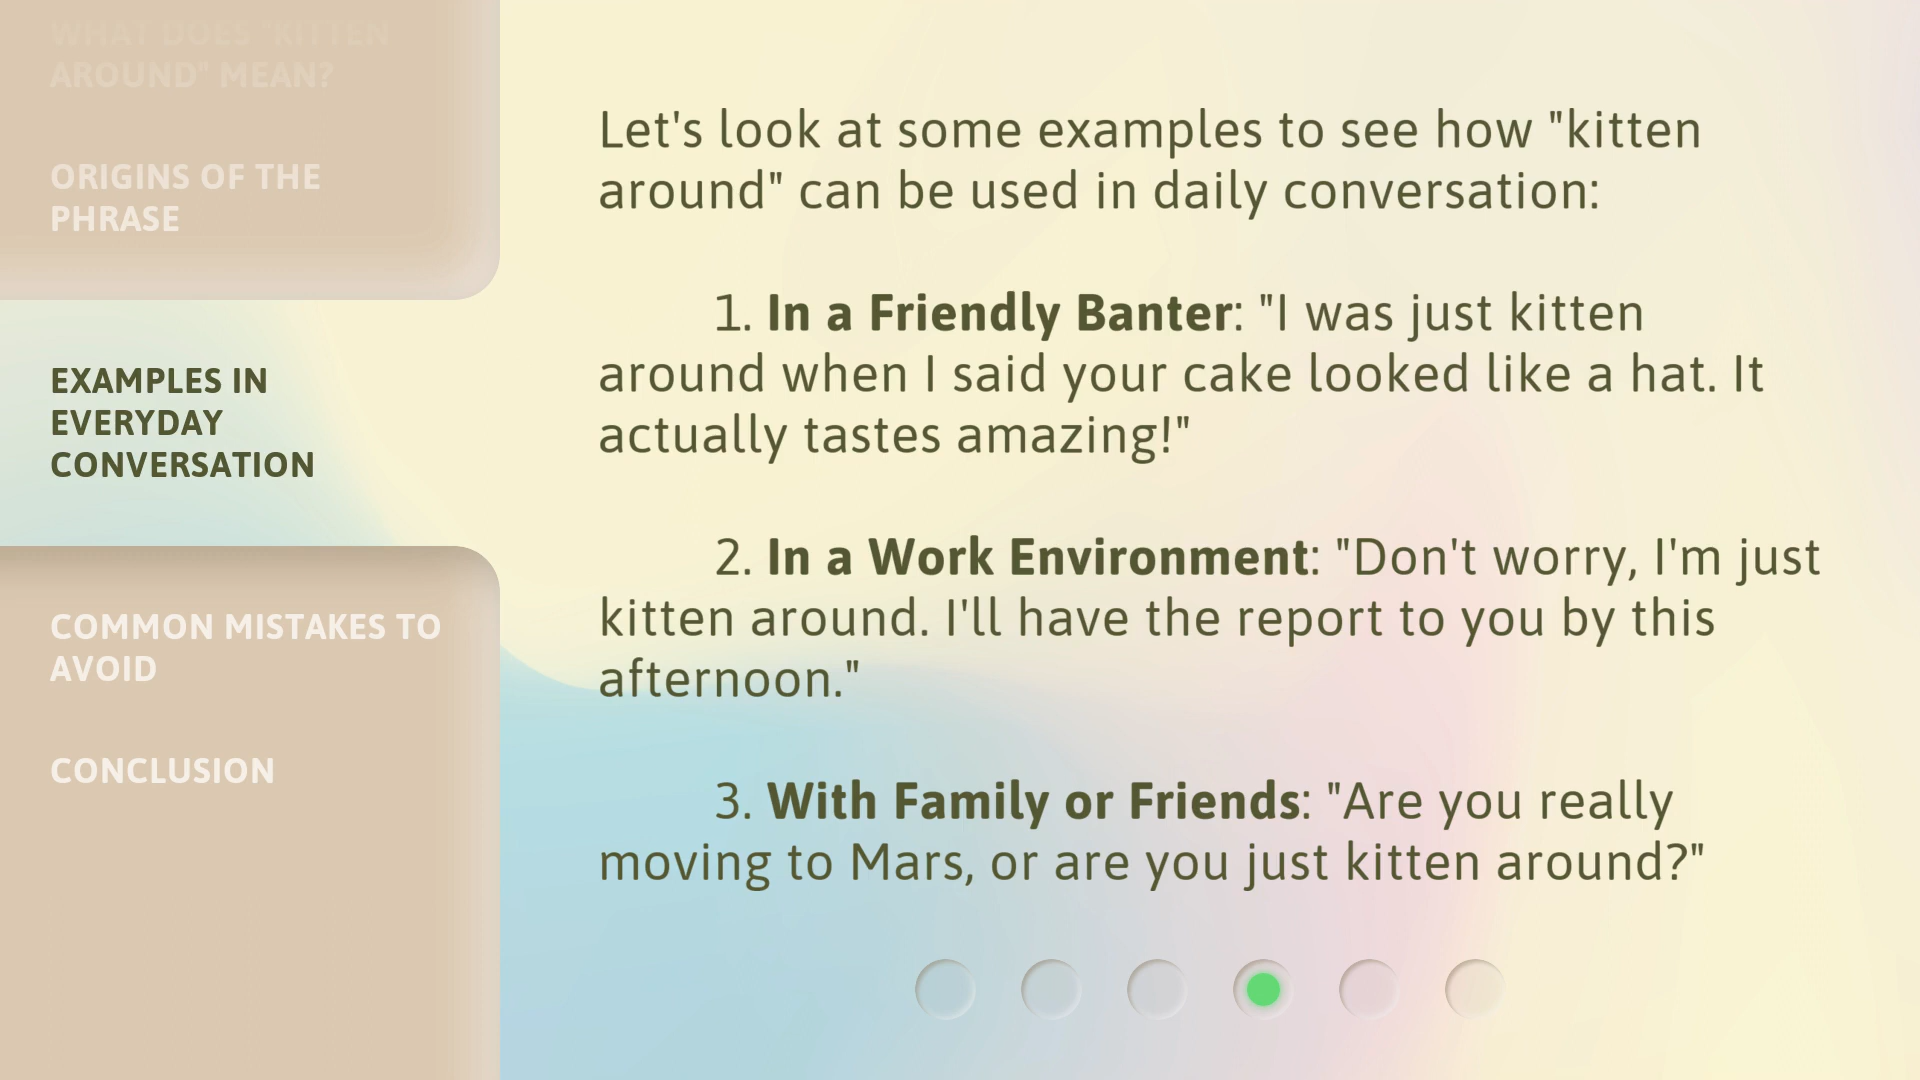 WHAT DOES "KITTEN
AROUND" MEAN?
ORIGINS OF THE
PHRASE
EXAMPLES IN
EVERYDAY
CONVERSATION
COMMON MISTAKES TO
AVOID
CONCLUSION
Let's look at some examples to see how "kitten
around" can be used in daily conversation:
1. In a Friendly Banter: "I was just kitten
around when I said your cake looked like a hat. It
actually tastes amazing!"
2. In a Work Environment: "Don't worry, I'm just
kitten around. I'll have the report to you by this
afternoon."
3. With Family or Friends: "Are you really
moving to Mars, or are you just kitten around?"